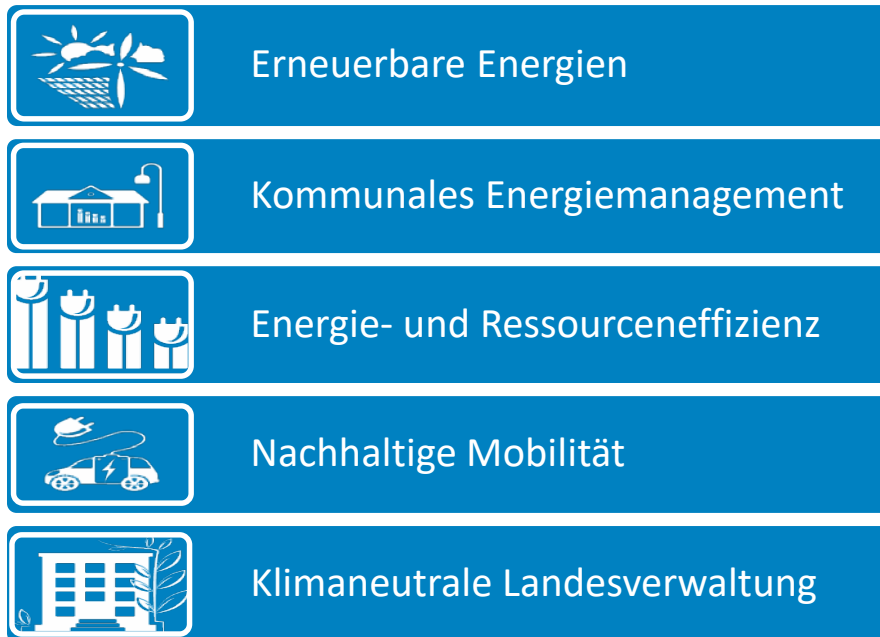 Erneuerbare Energien
Kommunales Energiemanagement
Energie- und Ressourceneffizienz
Nachhaltige Mobilität
Klimaneutrale Landesverwaltung